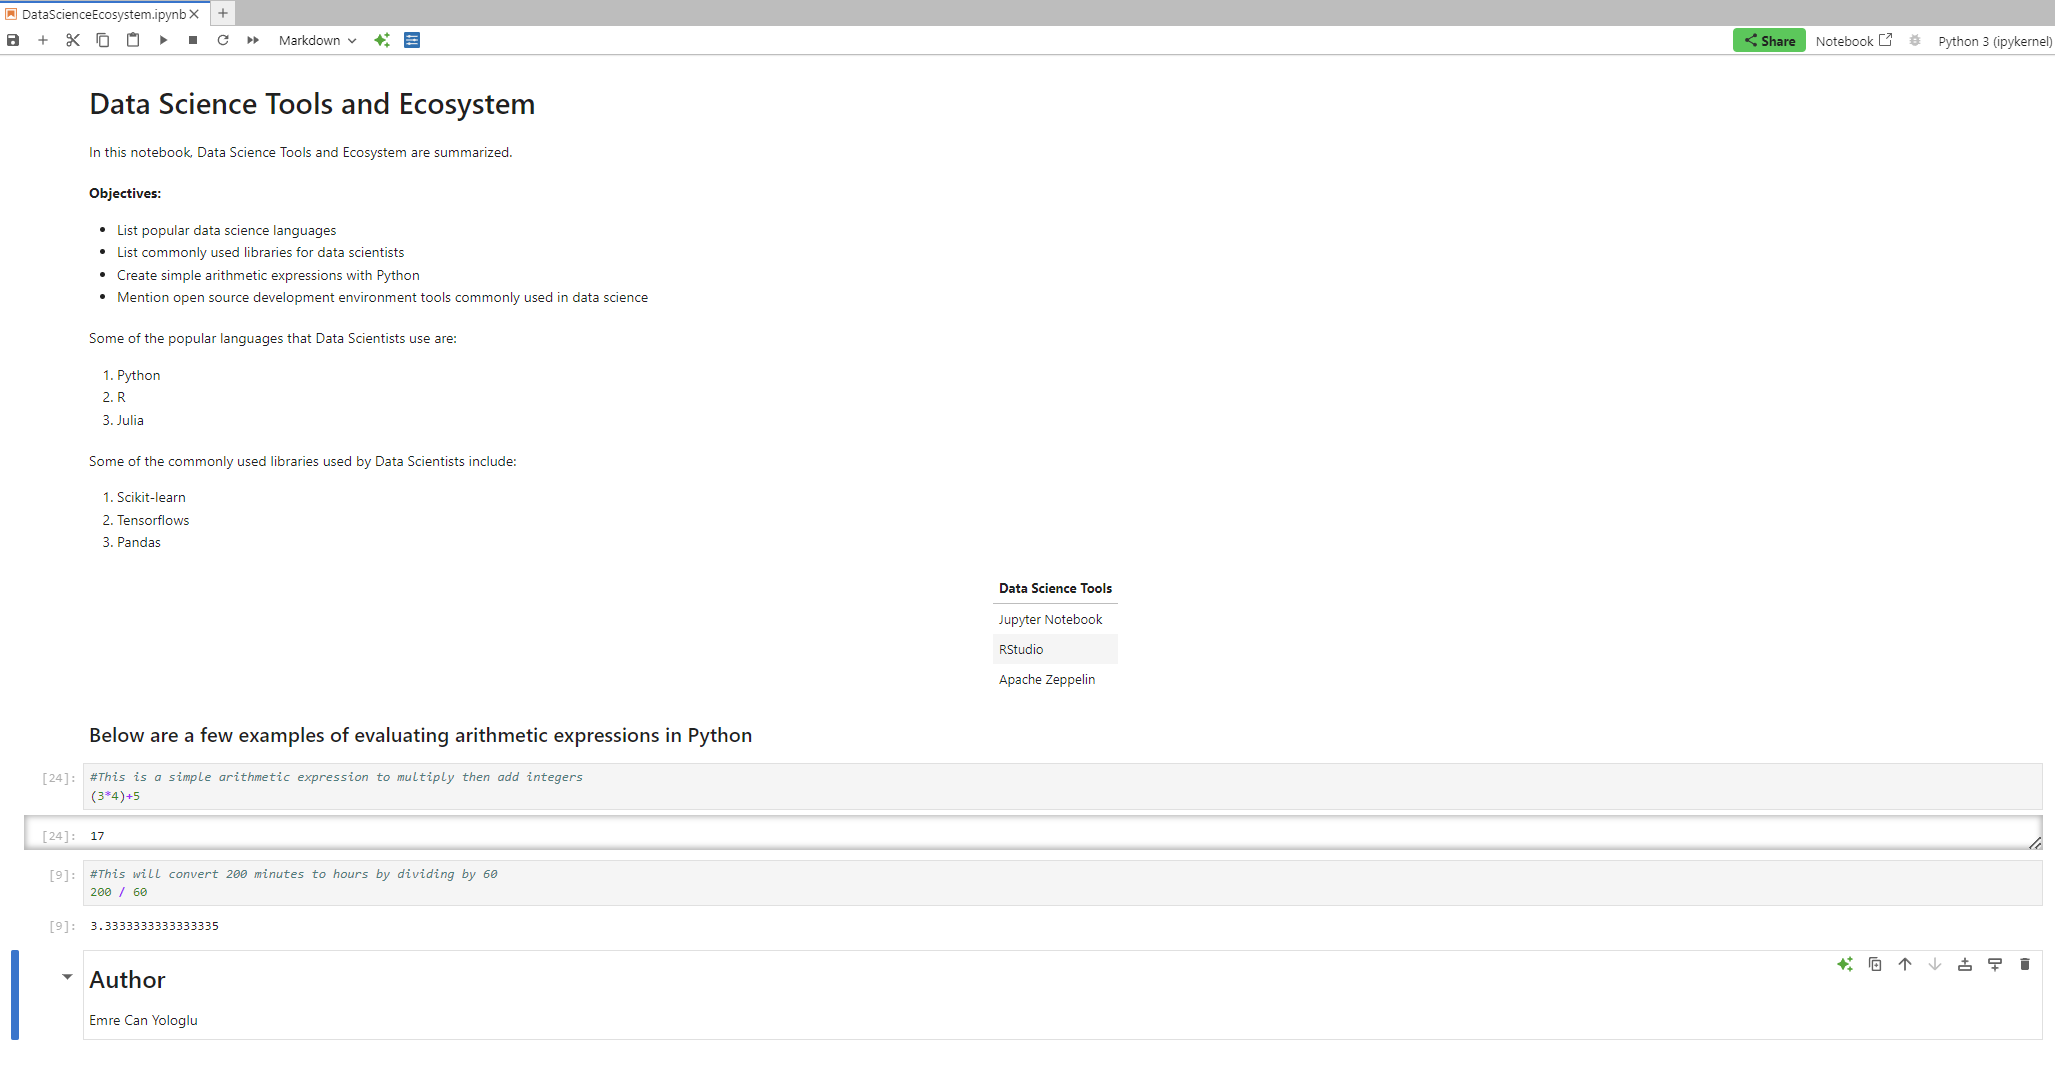 DataScienceEcosystem.ipynb
Markdown
Share
Notebook
Python 3 (ipykernel)
Data Science Tools and Ecosystem
In this notebook, Data Science Tools and Ecosystem are summarized.
Objectives:
• List popular data science languages
• List commonly used libraries for data scientists
• Create simple arithmetic expressions with Python
• Mention open source development environment tools commonly used in data science
Some of the popular languages that Data Scientists use are:
1. Python
2. R
3. Julia
Some of the commonly used libraries used by Data Scientists include:
1. Scikit-learn
2. Tensorflows
3. Pandas
Data Science Tools
Jupyter Notebook
RStudio
Apache Zeppelin
Below are a few examples of evaluating arithmetic expressions in Python
[24]: #This is a simple arithmetic expression to multiply then add integers
(3*4)+5
[24]: 17
[9]: #This will convert 200 minutes to hours by dividing by 60
200 / 60
[9]: 3.3333333333333335
Author
Emre Can Yologlu